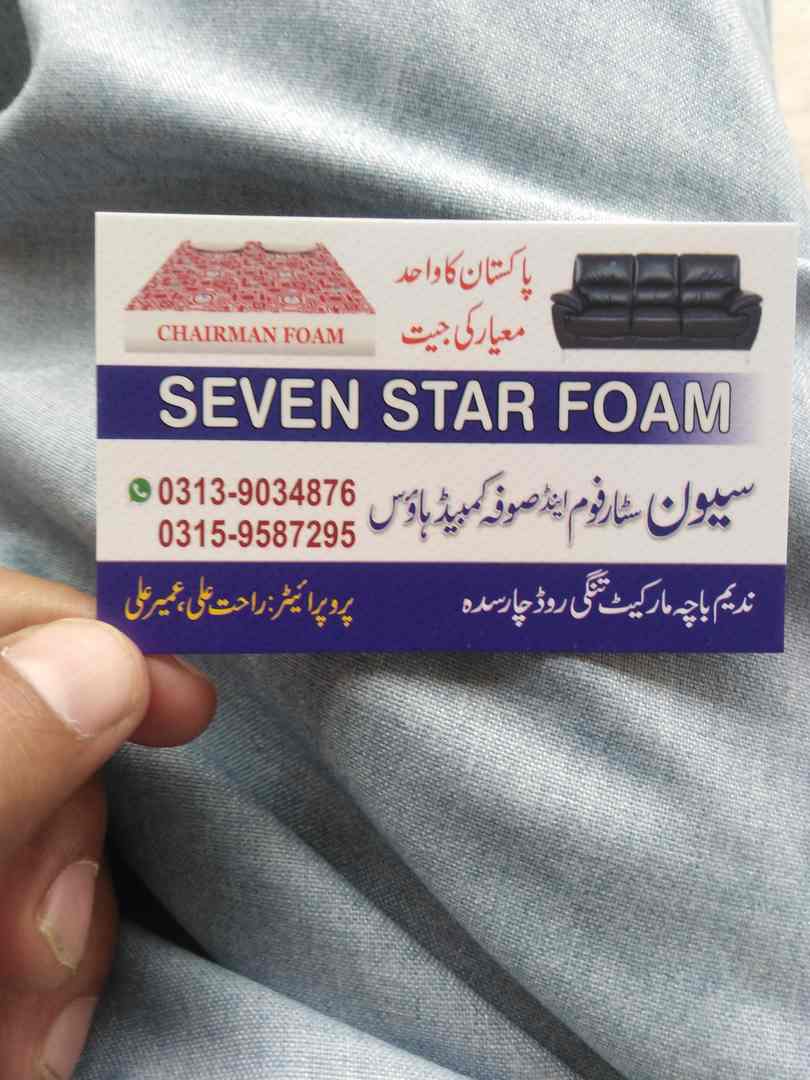 CHAIRMAN FOAM
پاکستان کا واحد
معیار کی جیت
SEVEN STAR FOAM
0313-9034876
0315-9587295
سیون سٹار فوم اینڈ صوفہ کمبیڈ ہاؤس
ندیم باچہ مارکیٹ تنگی روڈ چارسدہ
پروپرائیٹر: راحت علی، عمیر علی